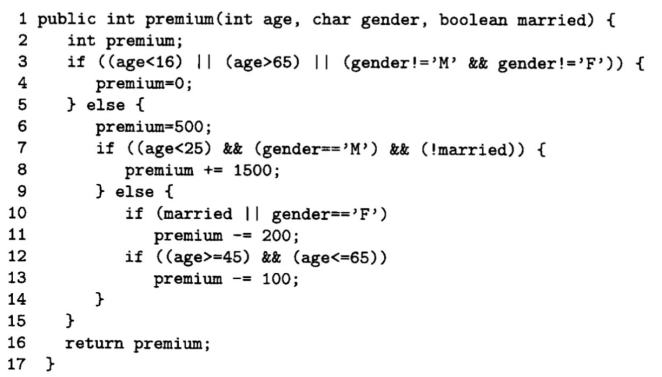 1 public int premium(int age, char gender, boolean married) {
2 int premium;
3 if ((age<16) || (age>65) || (gender!='M' && gender!='F')) {
4 premium=0;
5 } else {
6 premium=500;
7 if ((age<25) && (gender=='M') && (!married)) {
8 premium += 1500;
9 } else {
10 if (married || gender=='F')
11 premium -= 200;
12 if ((age>=45) && (age<=65))
13 premium -= 100;
14 }
15 }
16 return premium;
17 }